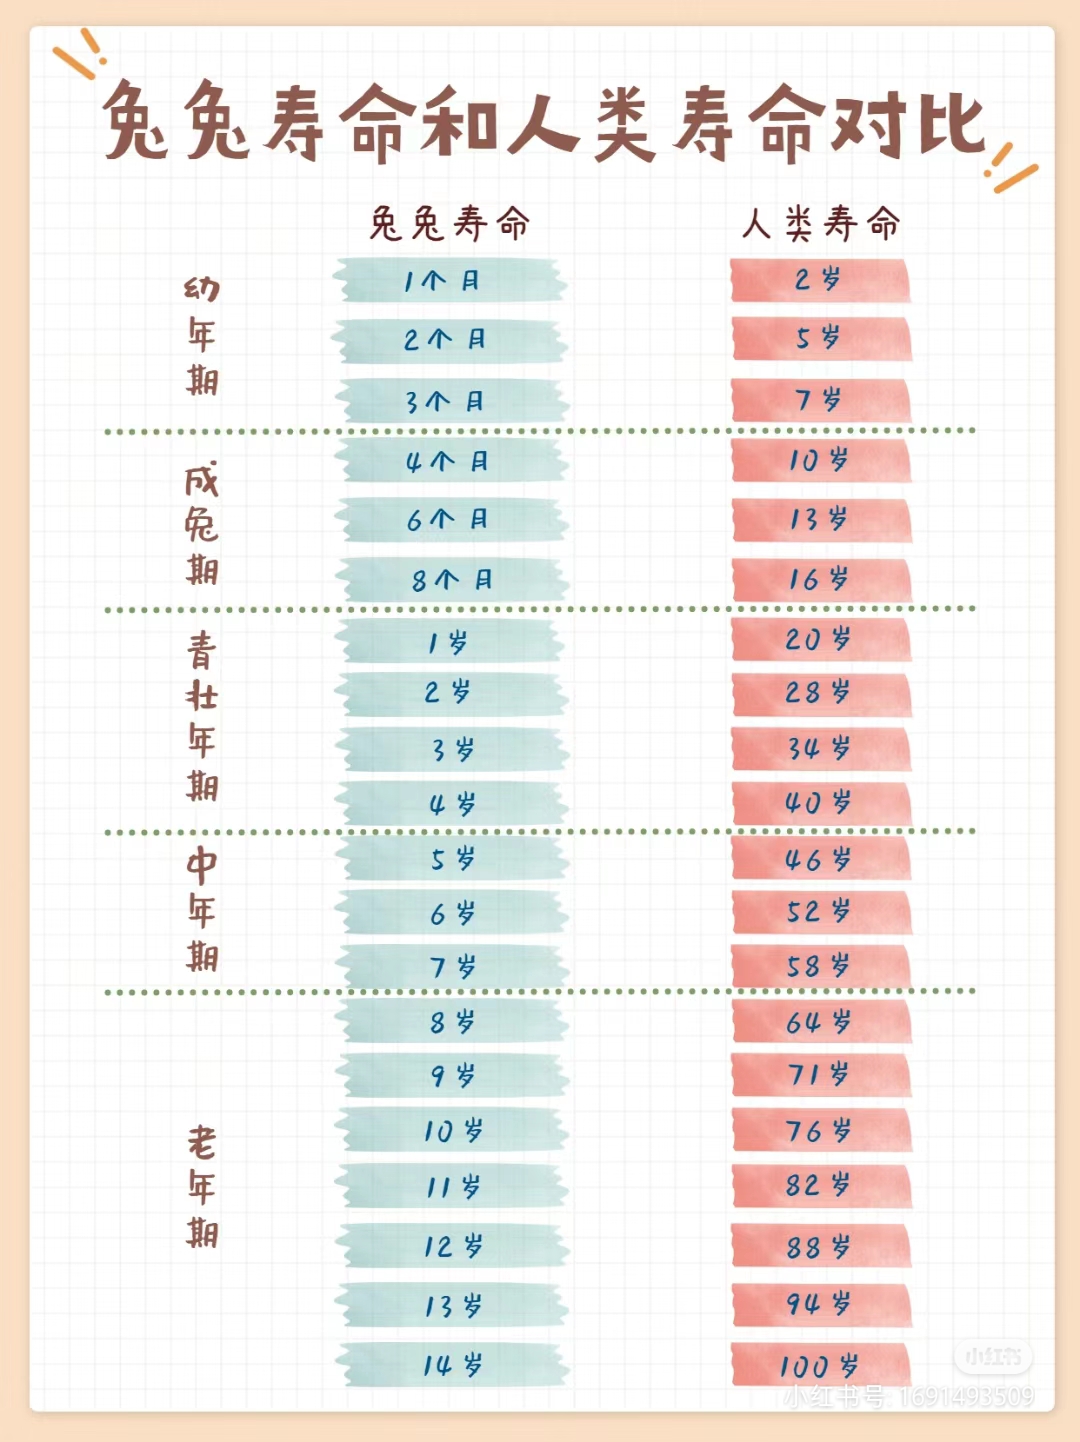 兔兔寿命和人类寿命对比
兔兔寿命 人类寿命
幼年期
1个月 2岁
2个月 5岁
3个月 7岁
成兔期
4个月 10岁
6个月 13岁
8个月 16岁
青壮年期
1岁 20岁
2岁 28岁
3岁 34岁
4岁 40岁
中年期
5岁 46岁
6岁 52岁
7岁 58岁
老年期
8岁 64岁
9岁 71岁
10岁 76岁
11岁 82岁
12岁 88岁
13岁 94岁
14岁 100岁
小红书
小红书号: 1691493509